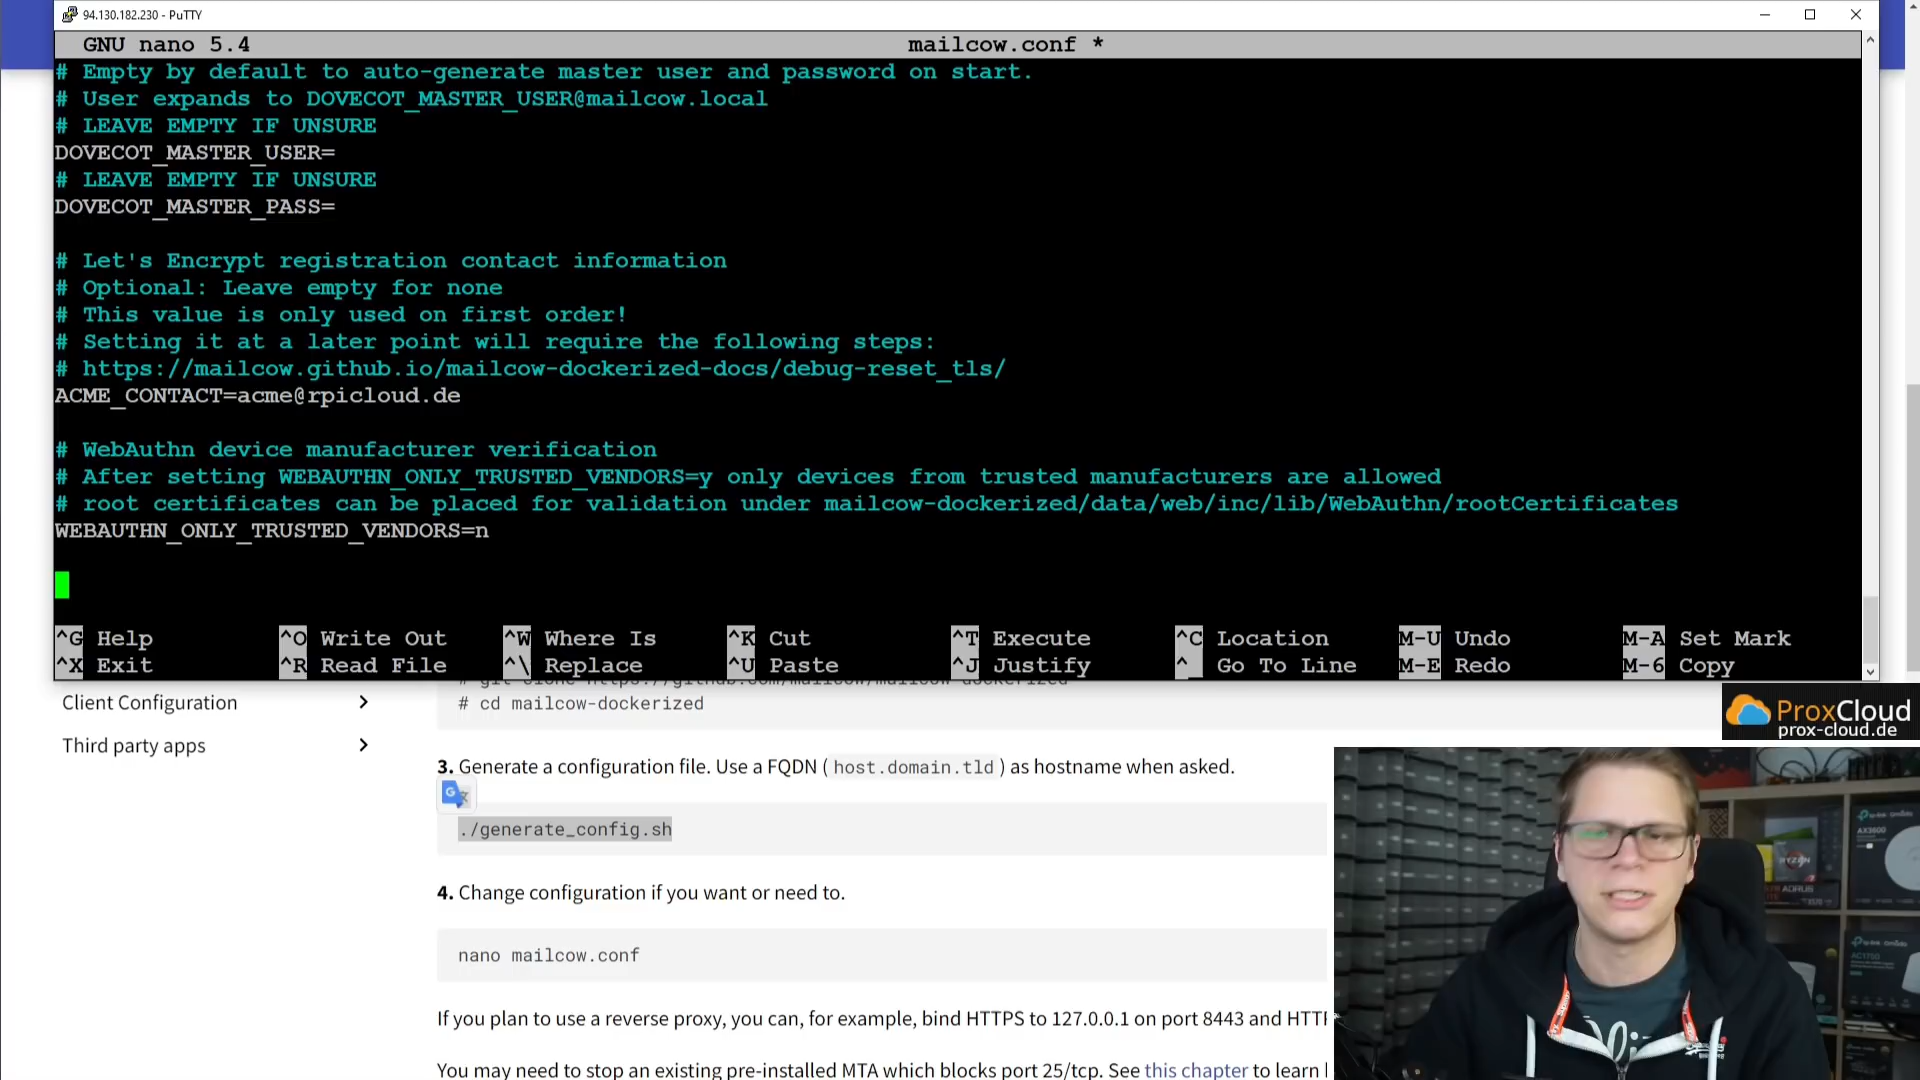 94.130.182.230 - PuTTY
GNU nano 5.4 mailcow.conf *
# Empty by default to auto-generate master user and password on start.
# User expands to DOVECOT_MASTER_USER@mailcow.local
# LEAVE EMPTY IF UNSURE
DOVECOT_MASTER_USER=
# LEAVE EMPTY IF UNSURE
DOVECOT_MASTER_PASS=
# Let's Encrypt registration contact information
# Optional: Leave empty for none
# This value is only used on first order!
# Setting it at a later point will require the following steps:
# https://mailcow.github.io/mailcow-dockerized-docs/debug-reset_tls/
ACME_CONTACT=acme@rpicloud.de
# WebAuthn device manufacturer verification
# After setting WEBAUTHN_ONLY_TRUSTED_VENDORS=y only devices from trusted manufacturers are allowed
# root certificates can be placed for validation under mailcow-dockerized/data/web/inc/lib/WebAuthn/rootCertificates
WEBAUTHN_ONLY_TRUSTED_VENDORS=n
^G Help ^O Write Out ^W Where Is ^K Cut ^T Execute ^C Location M-U Undo M-A Set Mark
^X Exit ^R Read File ^\ Replace ^U Paste ^J Justify ^_ Go To Line M-E Redo M-6 Copy
# git clone https://github.com/mailcow/mailcow-dockerized
# cd mailcow-dockerized
Client Configuration
Third party apps
ProxCloud
prox-cloud.de
3. Generate a configuration file. Use a FQDN ( host.domain.tld ) as hostname when asked.
./generate_config.sh
4. Change configuration if you want or need to.
nano mailcow.conf
If you plan to use a reverse proxy, you can, for example, bind HTTPS to 127.0.0.1 on port 8443 and HTT
You may need to stop an existing pre-installed MTA which blocks port 25/tcp. See this chapter to learn
AX3600
RYZEN
AORUS
tp-link omada
AC1750